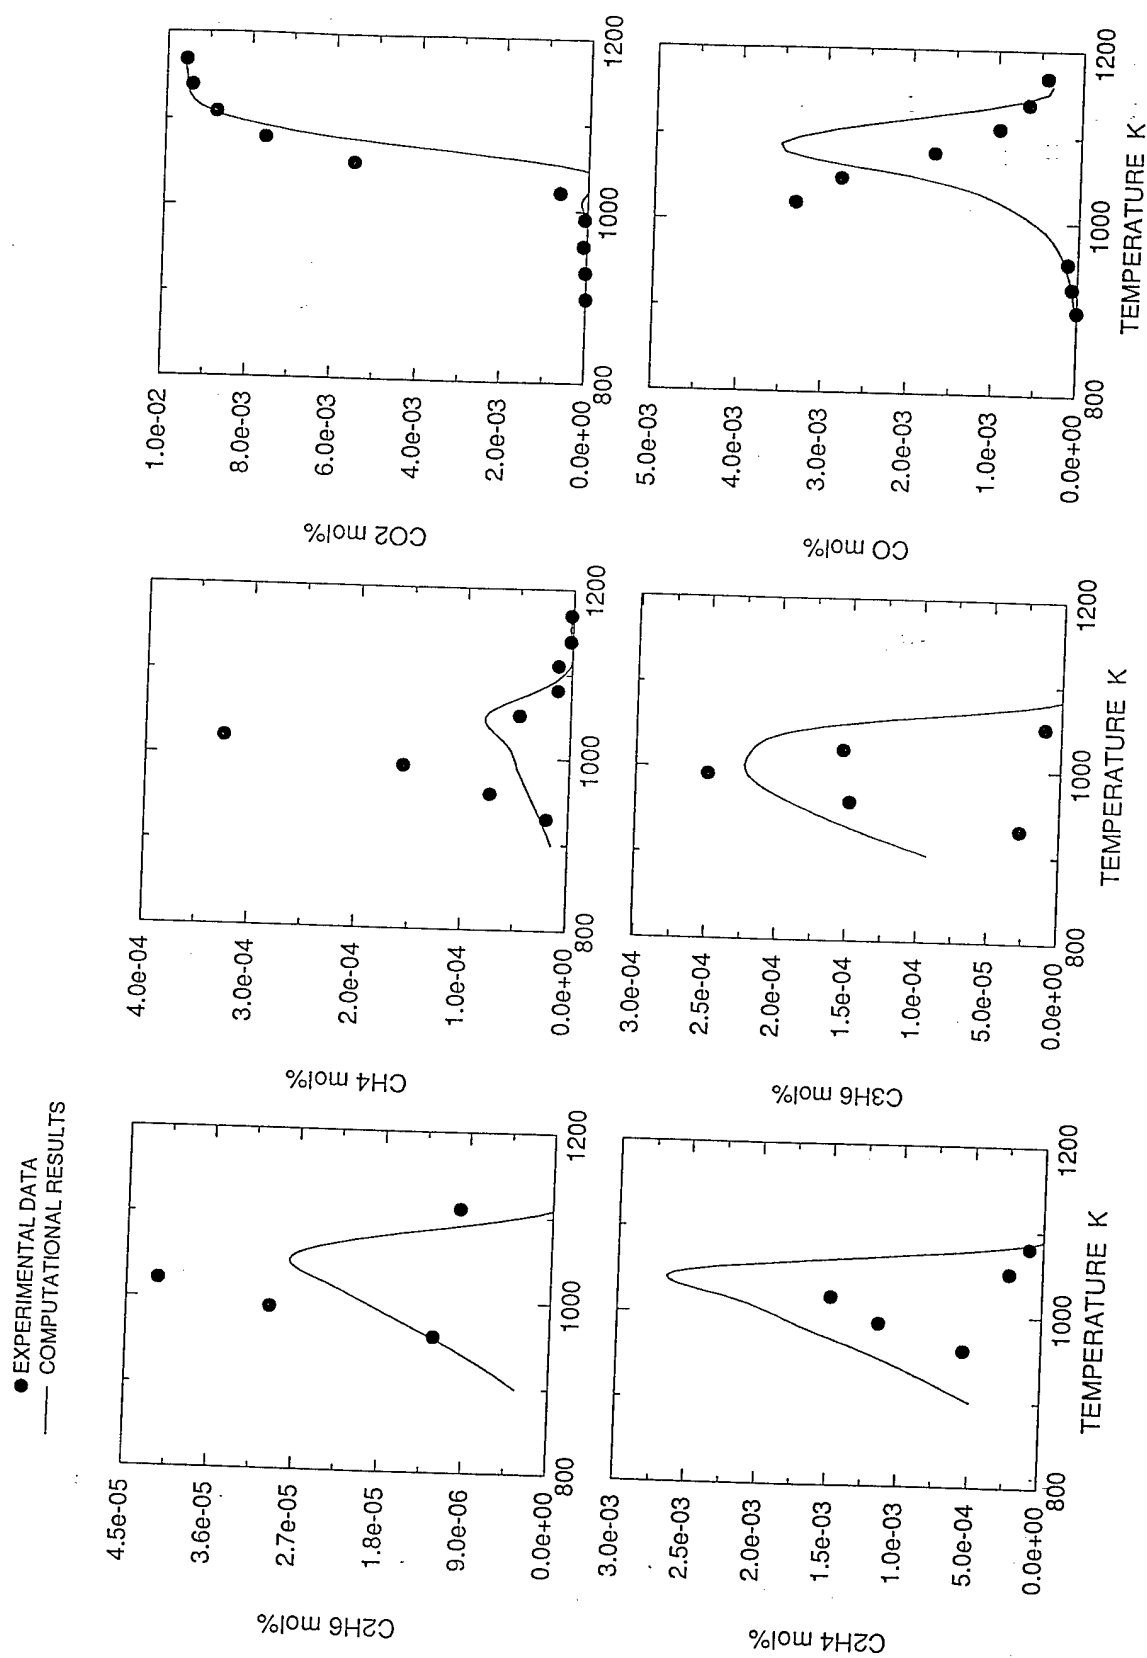 ● EXPERIMENTAL DATA
— COMPUTATIONAL RESULTS
C2H6 mol%
4.5e-05
3.6e-05
2.7e-05
1.8e-05
9.0e-06
0.0e+00
800
1000
1200
CH4 mol%
4.0e-04
3.0e-04
2.0e-04
1.0e-04
0.0e+00
800
1000
1200
CO2 mol%
1.0e-02
8.0e-03
6.0e-03
4.0e-03
2.0e-03
0.0e+00
800
1000
1200
C2H4 mol%
3.0e-03
2.5e-03
2.0e-03
1.5e-03
1.0e-03
5.0e-04
0.0e+00
800
1000
1200
TEMPERATURE K
C3H6 mol%
3.0e-04
2.5e-04
2.0e-04
1.5e-04
1.0e-04
5.0e-05
0.0e+00
800
1000
1200
TEMPERATURE K
CO mol%
5.0e-03
4.0e-03
3.0e-03
2.0e-03
1.0e-03
0.0e+00
800
1000
1200
TEMPERATURE K